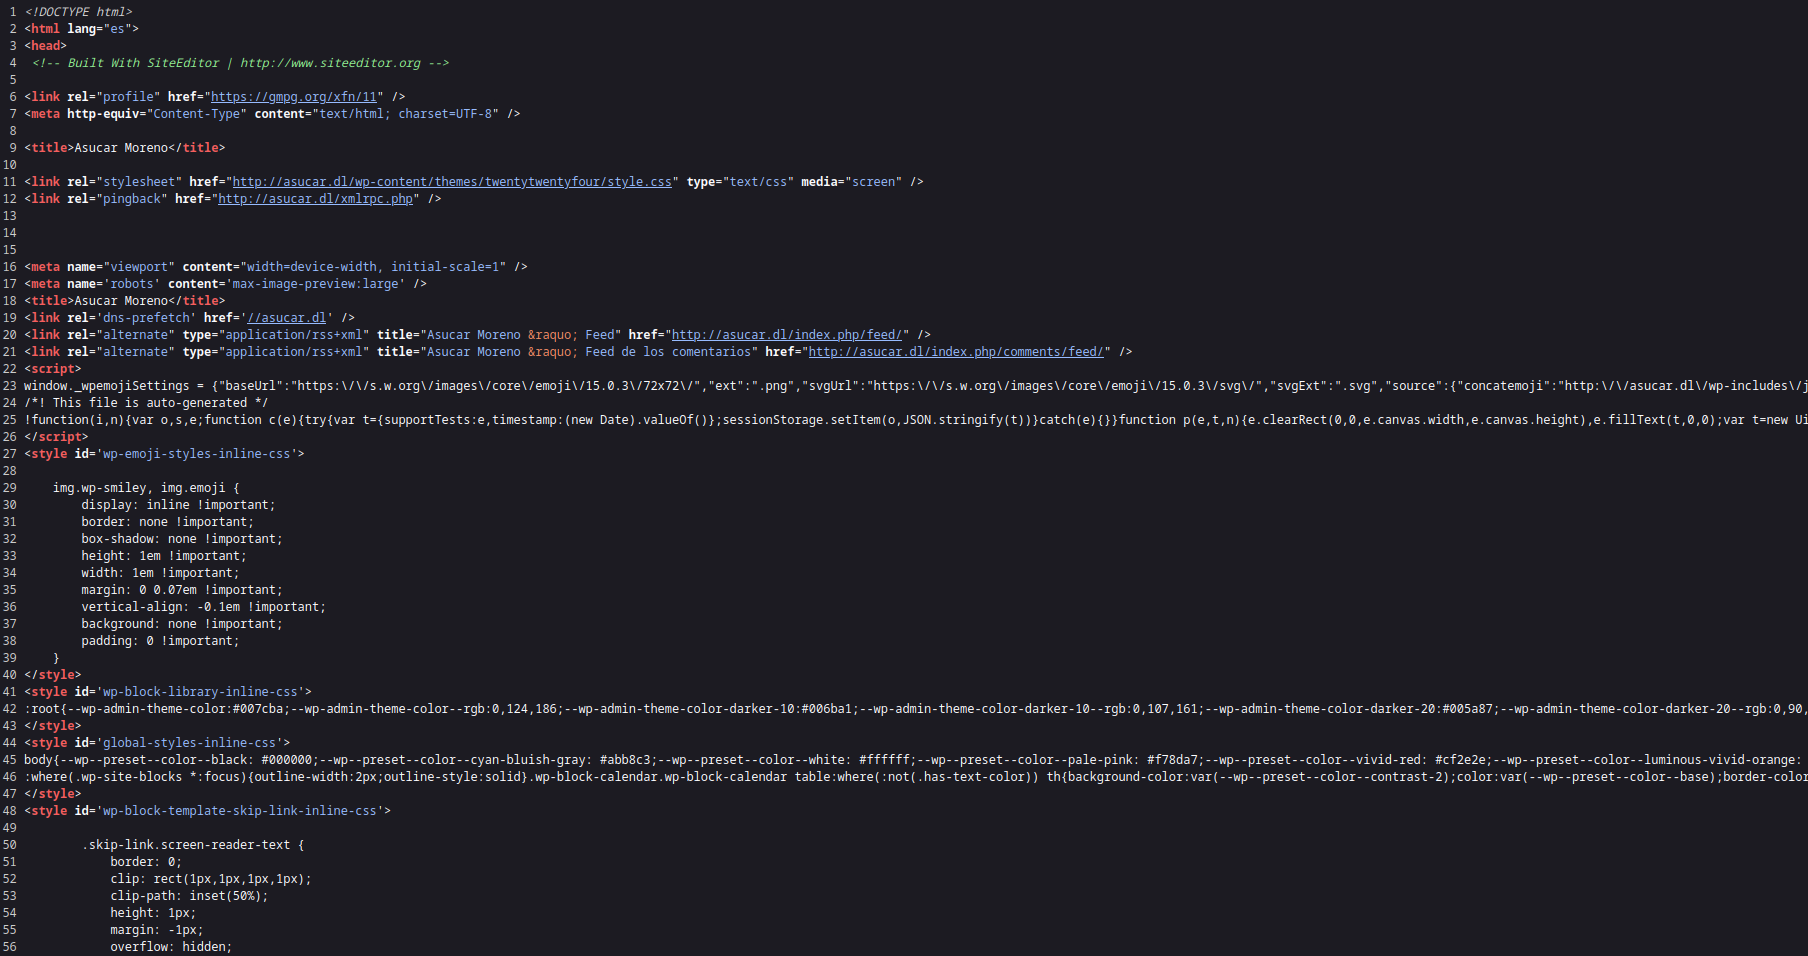 1 <!DOCTYPE html>
2 <html lang="es">
3 <head>
4  <!-- Built With SiteEditor | http://www.siteeditor.org -->
5
6 <link rel="profile" href="https://gmpg.org/xfn/11" />
7 <meta http-equiv="Content-Type" content="text/html; charset=UTF-8" />
8
9 <title>Asucar Moreno</title>
10
11 <link rel="stylesheet" href="http://asucar.dl/wp-content/themes/twentytwentyfour/style.css" type="text/css" media="screen" />
12 <link rel="pingback" href="http://asucar.dl/xmlrpc.php" />
13
14
15
16 <meta name="viewport" content="width=device-width, initial-scale=1" />
17 <meta name='robots' content='max-image-preview:large' />
18 <title>Asucar Moreno</title>
19 <link rel='dns-prefetch' href='//asucar.dl' />
20 <link rel="alternate" type="application/rss+xml" title="Asucar Moreno &raquo; Feed" href="http://asucar.dl/index.php/feed/" />
21 <link rel="alternate" type="application/rss+xml" title="Asucar Moreno &raquo; Feed de los comentarios" href="http://asucar.dl/index.php/comments/feed/" />
22 <script>
23 window._wpemojiSettings = {"baseUrl":"https:\/\/s.w.org\/images\/core\/emoji\/15.0.3\/72x72\/","ext":".png","svgUrl":"https:\/\/s.w.org\/images\/core\/emoji\/15.0.3\/svg\/","svgExt":".svg","source":{"concatemoji":"http:\/\/asucar.dl\/wp-includes\/j
24 /*! This file is auto-generated */
25 !function(i,n){var o,s,e;function c(e){try{var t={supportTests:e,timestamp:(new Date).valueOf()};sessionStorage.setItem(o,JSON.stringify(t))}catch(e){}}function p(e,t,n){e.clearRect(0,0,e.canvas.width,e.canvas.height),e.fillText(t,0,0);var t=new Ui
26 </script>
27 <style id='wp-emoji-styles-inline-css'>
28
29     img.wp-smiley, img.emoji {
30         display: inline !important;
31         border: none !important;
32         box-shadow: none !important;
33         height: 1em !important;
34         width: 1em !important;
35         margin: 0 0.07em !important;
36         vertical-align: -0.1em !important;
37         background: none !important;
38         padding: 0 !important;
39     }
40 </style>
41 <style id='wp-block-library-inline-css'>
42 :root{--wp-admin-theme-color:#007cba;--wp-admin-theme-color--rgb:0,124,186;--wp-admin-theme-color-darker-10:#006ba1;--wp-admin-theme-color-darker-10--rgb:0,107,161;--wp-admin-theme-color-darker-20:#005a87;--wp-admin-theme-color-darker-20--rgb:0,90,
43 </style>
44 <style id='global-styles-inline-css'>
45 body{--wp--preset--color--black: #000000;--wp--preset--color--cyan-bluish-gray: #abb8c3;--wp--preset--color--white: #ffffff;--wp--preset--color--pale-pink: #f78da7;--wp--preset--color--vivid-red: #cf2e2e;--wp--preset--color--luminous-vivid-orange:
46 :where(.wp-site-blocks *:focus){outline-width:2px;outline-style:solid}.wp-block-calendar.wp-block-calendar table:where(:not(.has-text-color)) th{background-color:var(--wp--preset--color--contrast-2);color:var(--wp--preset--color--base);border-color
47 </style>
48 <style id='wp-block-template-skip-link-inline-css'>
49
50         .skip-link.screen-reader-text {
51             border: 0;
52             clip: rect(1px,1px,1px,1px);
53             clip-path: inset(50%);
54             height: 1px;
55             margin: -1px;
56             overflow: hidden;